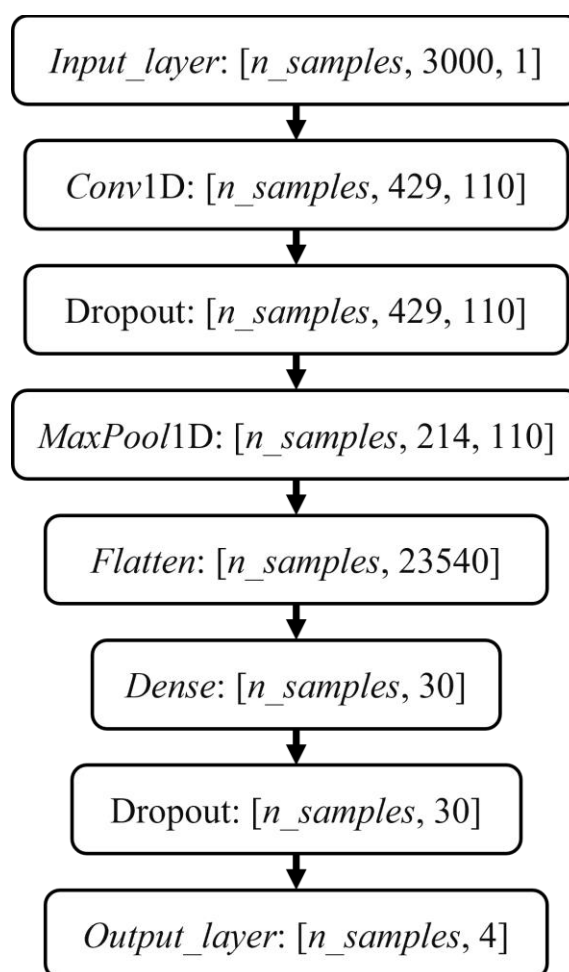 Input_layer: [n_samples, 3000, 1]
Conv1D: [n_samples, 429, 110]
Dropout: [n_samples, 429, 110]
MaxPool1D: [n_samples, 214, 110]
Flatten: [n_samples, 23540]
Dense: [n_samples, 30]
Dropout: [n_samples, 30]
Output_layer: [n_samples, 4]